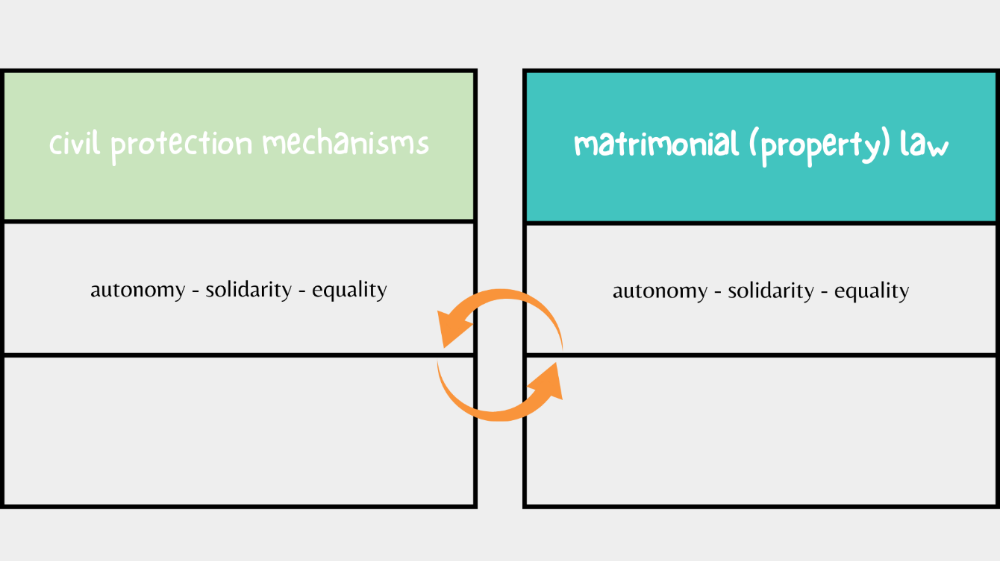 civil protection mechanisms
autonomy - solidarity - equality
matrimonial (property) law
autonomy - solidarity - equality